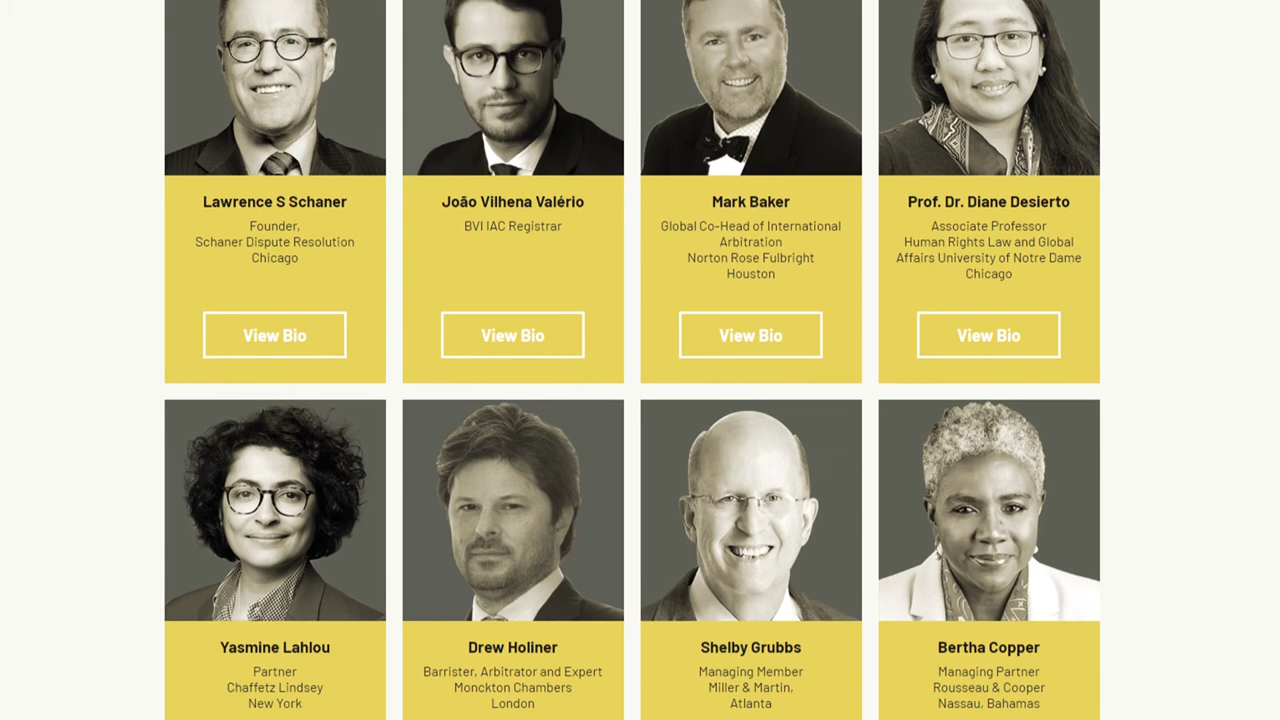 Lawrence S Schaner
Founder,
Schaner Dispute Resolution
Chicago
View Bio
João Vilhena Valério
BVI IAC Registrar
View Bio
Mark Baker
Global Co-Head of International
Arbitration
Norton Rose Fulbright
Houston
View Bio
Prof. Dr. Diane Desierto
Associate Professor
Human Rights Law and Global
Affairs University of Notre Dame
Chicago
View Bio
Yasmine Lahlou
Partner
Chaffetz Lindsey
New York
Drew Holiner
Barrister, Arbitrator and Expert
Monckton Chambers
London
Shelby Grubbs
Managing Member
Miller & Martin,
Atlanta
Bertha Copper
Managing Partner
Rousseau & Cooper
Nassau, Bahamas